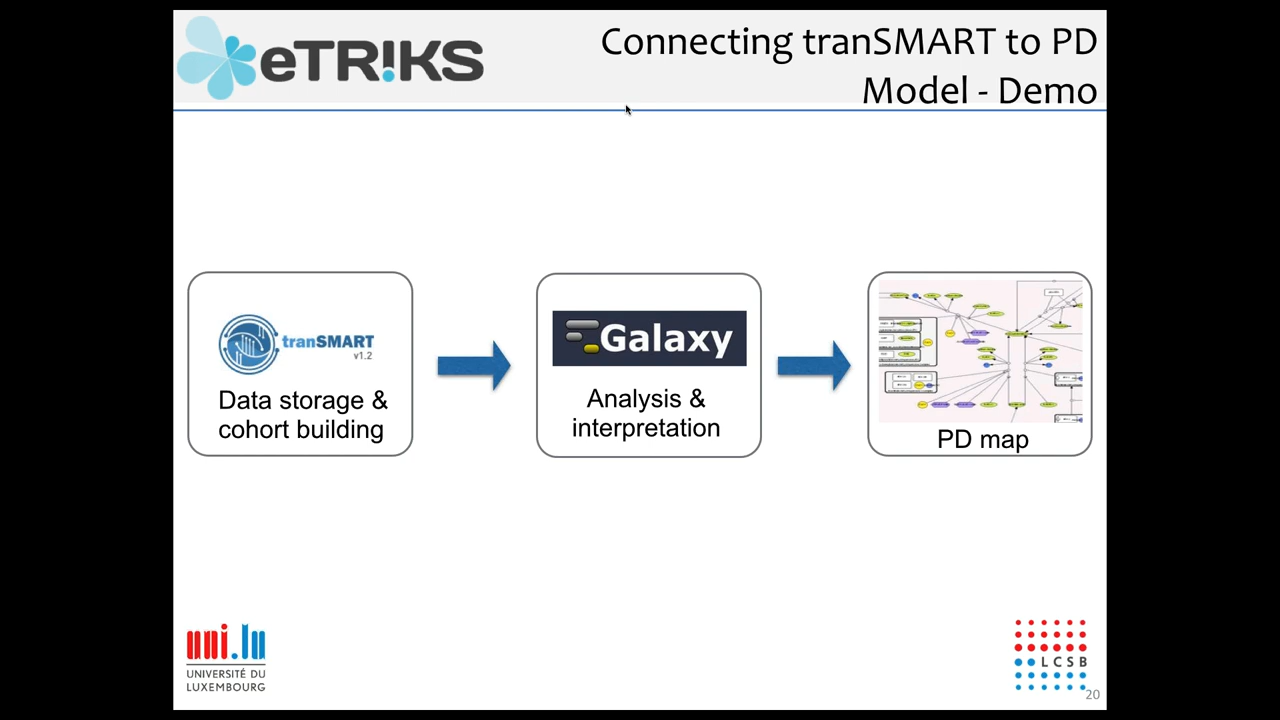 eTRIKS
Connecting tranSMART to PD
Model - Demo
tranSMART
v1.2
Data storage &
cohort building
Galaxy
Analysis &
interpretation
PD map
uni.lu
UNIVERSITÉ DU
LUXEMBOURG
LCSB
20